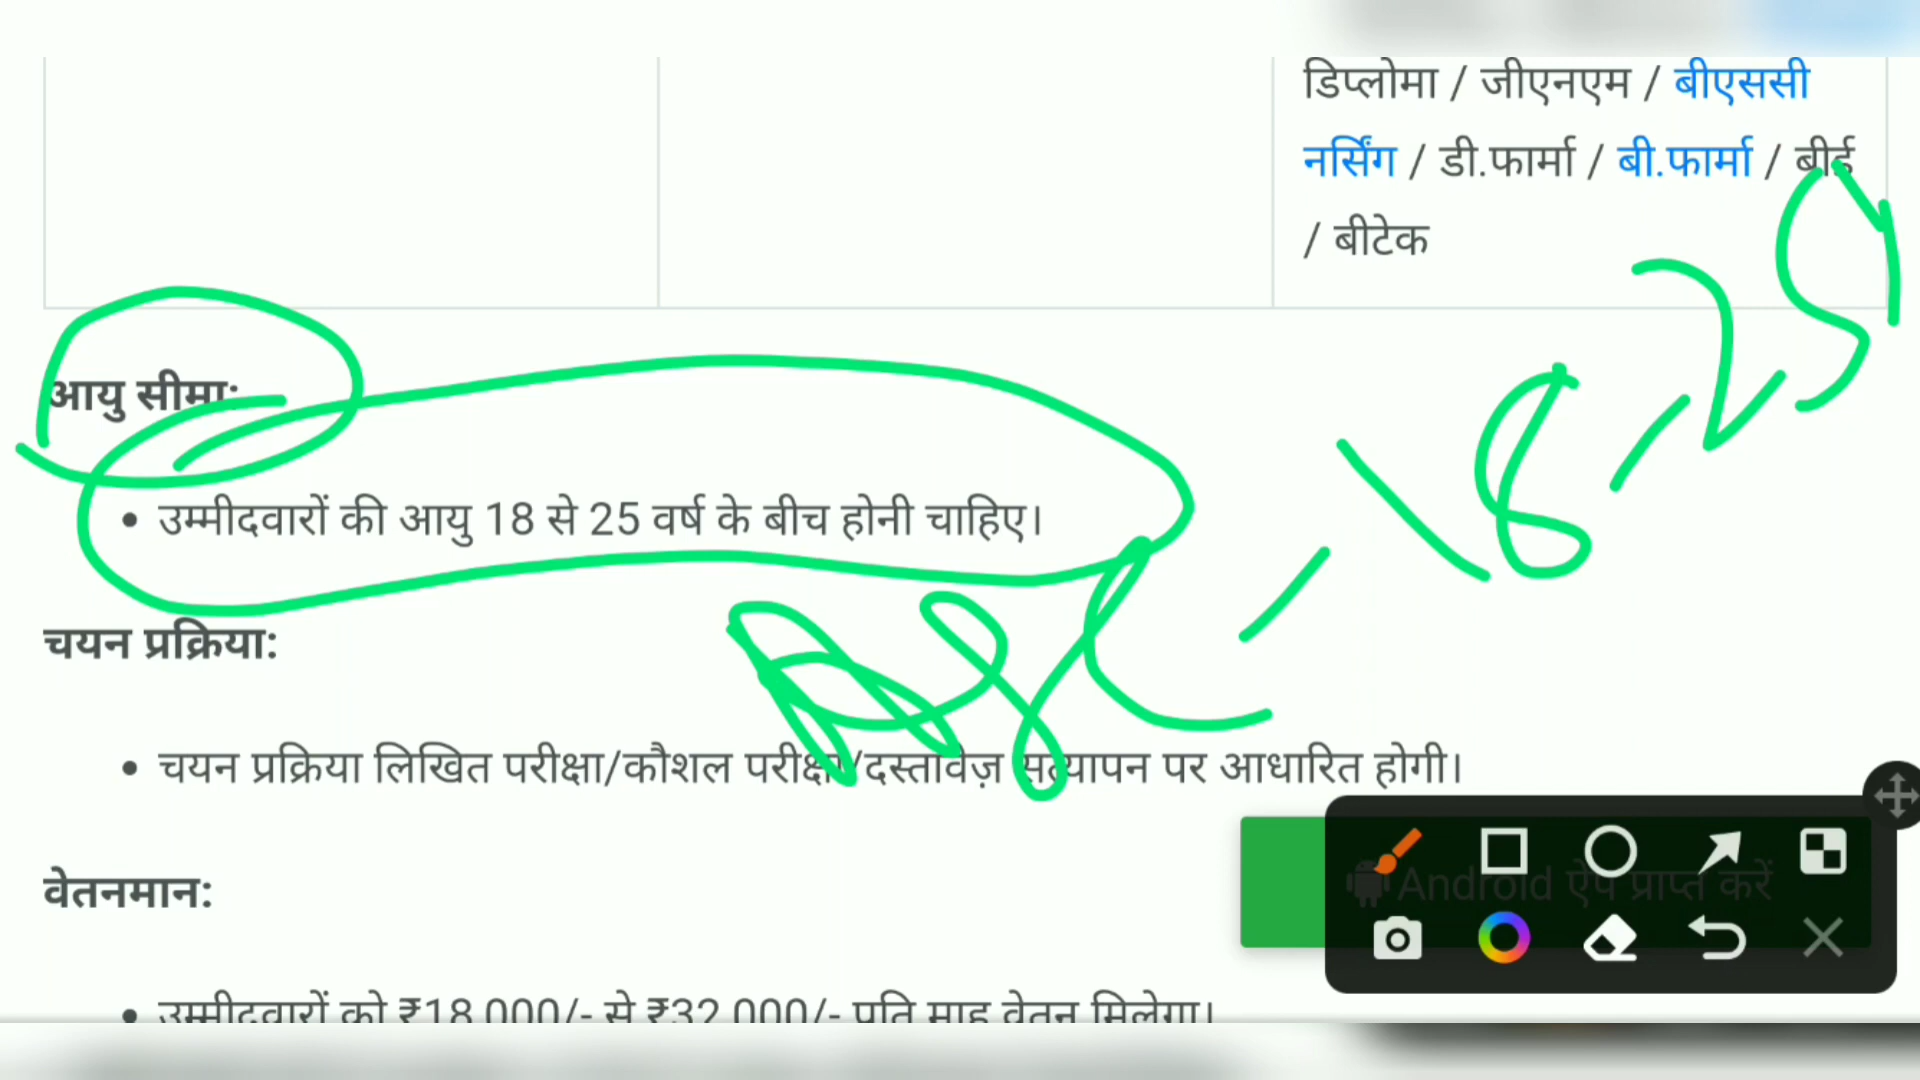 डिप्लोमा / जीएनएम / बीएससी
नर्सिंग / डी.फार्मा / बी.फार्मा / बीई
/ बीटेक
आयु सीमा:
• उम्मीदवारों की आयु 18 से 25 वर्ष के बीच होनी चाहिए।
Age - 18-25
चयन प्रक्रिया:
• चयन प्रक्रिया लिखित परीक्षा/कौशल परीक्षा/दस्तावेज़ सत्यापन पर आधारित होगी।
Android ऐप प्राप्त करें
वेतनमान:
• उम्मीदवारों को ₹18,000/- से ₹32,000/- प्रति माह वेतन मिलेगा।